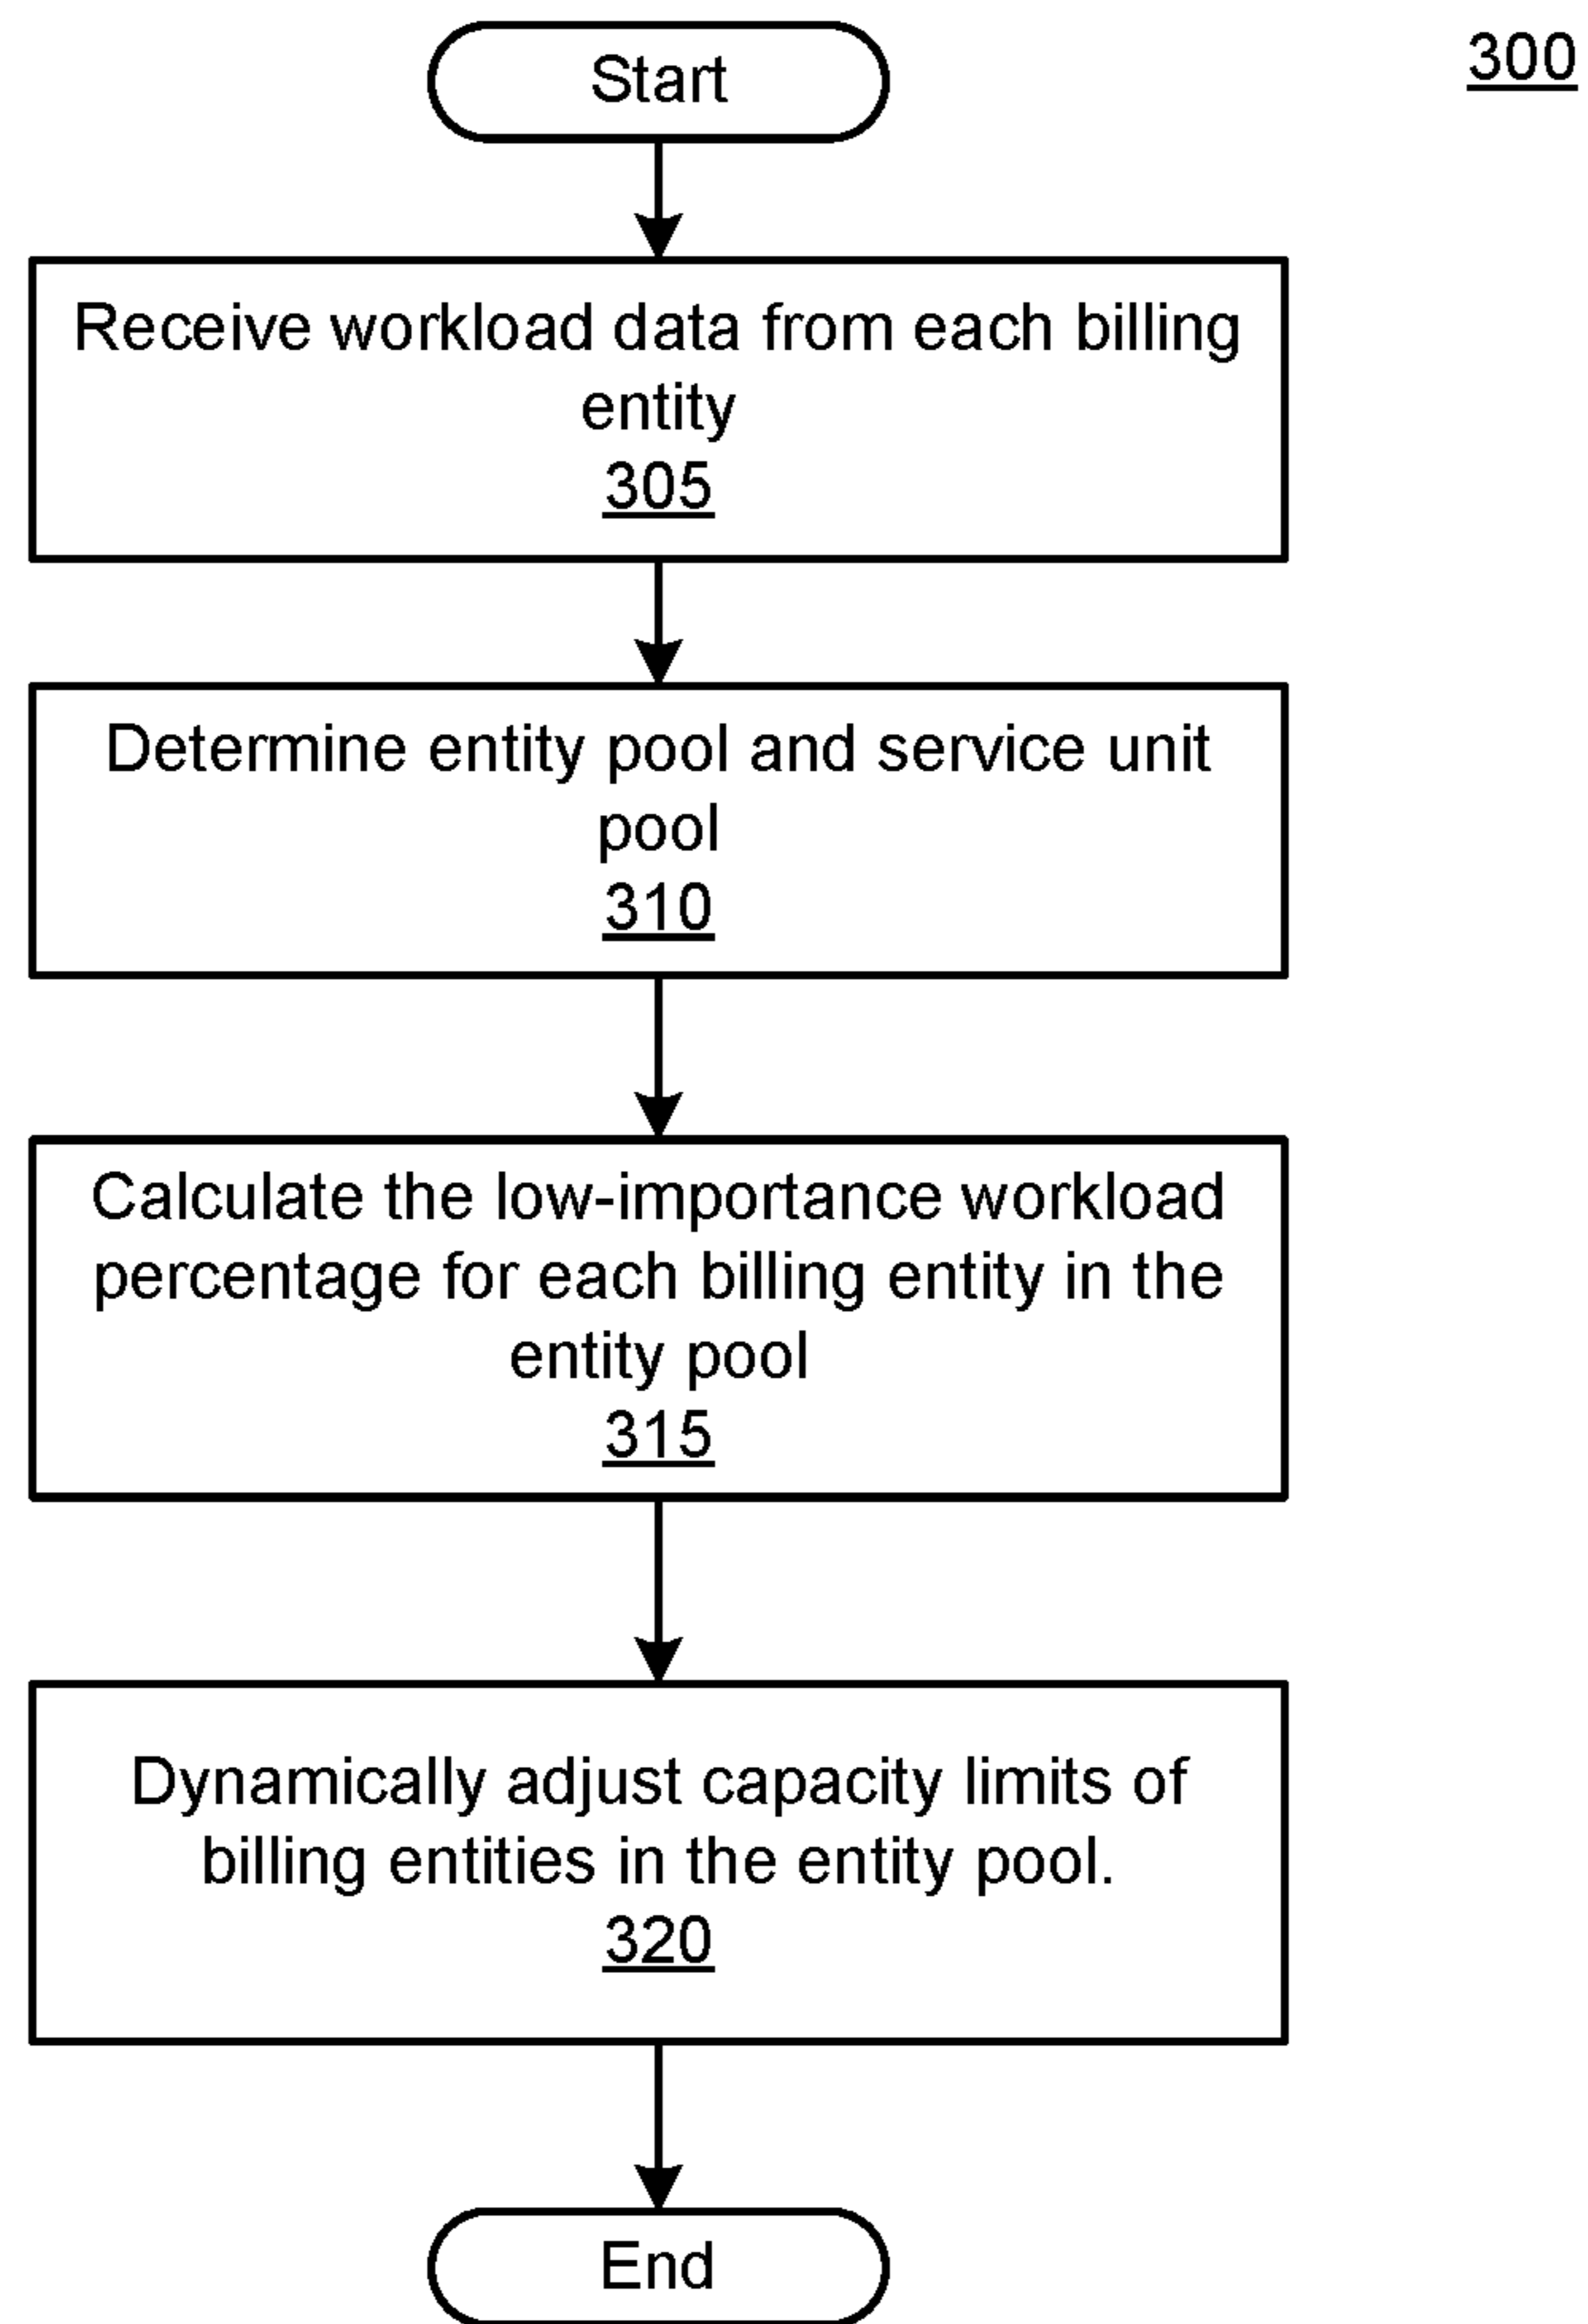 Start
300
Receive workload data from each billing
entity
305
Determine entity pool and service unit
pool
310
Calculate the low-importance workload
percentage for each billing entity in the
entity pool
315
Dynamically adjust capacity limits of
billing entities in the entity pool.
320
End